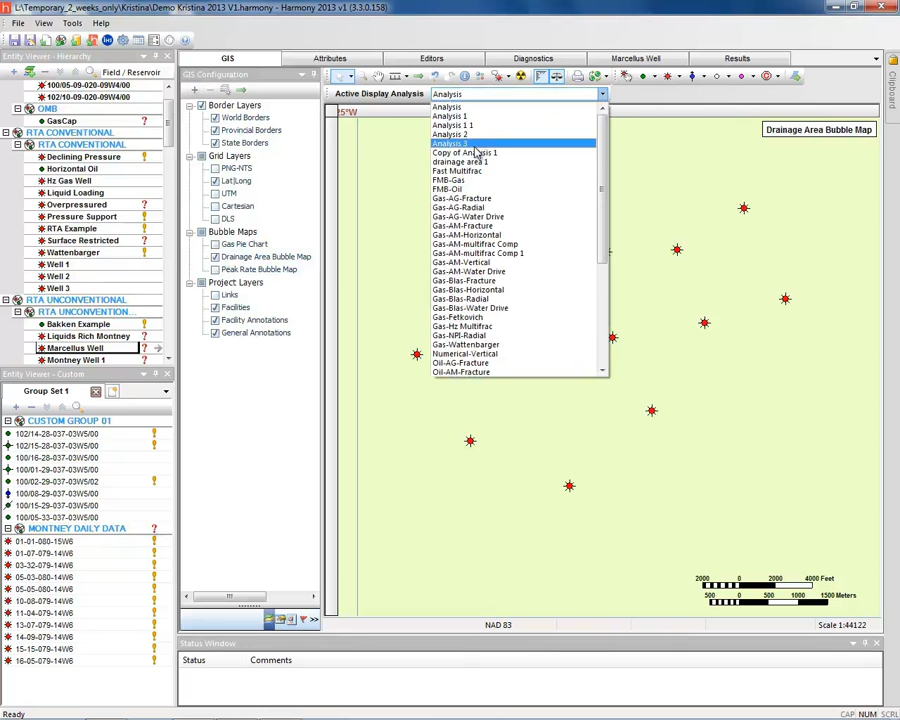 L:\Temporary_2_weeks_only\Kristina\Demo Kristina 2013 V1.harmony - Harmony 2013 v1 (3.3.0.158)
File View Tools Help
Entity Viewer - Hierarchy
Field / Reservoir
100/05-09-020-09W4/00
102/10-09-020-09W4/00
OMB
GasCap
RTA CONVENTIONAL
RTA CONVENTIONAL
Declining Pressure
Horizontal Oil
Hz Gas Well
Liquid Loading
Overpressured
Pressure Support
RTA Example
Surface Restricted
Wattenbarger
Well 1
Well 2
Well 3
RTA UNCONVENTIONAL
RTA UNCONVENTION...
Bakken Example
Liquids Rich Montney
Marcellus Well
Montney Well 1
Entity Viewer - Custom
Group Set 1
CUSTOM GROUP 01
102/14-28-037-03W5/00
102/15-28-037-03W5/00
100/16-28-037-03W5/00
100/01-29-037-03W5/00
100/02-29-037-03W5/02
100/08-29-037-03W5/00
100/15-29-037-03W5/00
100/05-33-037-03W5/00
MONTNEY DAILY DATA
01-01-080-15W6
01-07-079-14W6
03-32-079-14W6
05-03-080-14W6
05-05-080-14W6
10-08-079-14W6
11-04-079-14W6
13-07-079-14W6
14-09-079-14W6
15-15-079-14W6
16-05-079-14W6
GIS Attributes Editors Diagnostics Marcellus Well Results
GIS Configuration
Border Layers
World Borders
Provincial Borders
State Borders
Grid Layers
PNG-NTS
Lat|Long
UTM
Cartesian
DLS
Bubble Maps
Gas Pie Chart
Drainage Area Bubble Map
Peak Rate Bubble Map
Project Layers
Links
Facilities
Facility Annotations
General Annotations
>>
Active Display Analysis Analysis
Analysis
Analysis 1
Analysis 1 1
Analysis 2
Analysis 3
Copy of Analysis 1
drainage area 1
Fast Multifrac
FMB-Gas
FMB-Oil
Gas-AG-Fracture
Gas-AG-Radial
Gas-AG-Water Drive
Gas-AM-Fracture
Gas-AM-Horizontal
Gas-AM-multifrac Comp
Gas-AM-multifrac Comp 1
Gas-AM-Vertical
Gas-AM-Water Drive
Gas-Blas-Fracture
Gas-Blas-Horizontal
Gas-Blas-Radial
Gas-Blas-Water Drive
Gas-Fetkovich
Gas-Hz Multifrac
Gas-NPI-Radial
Gas-Wattenbarger
Numerical-Vertical
Oil-AG-Fracture
Oil-AM-Fracture
25°W
Drainage Area Bubble Map
2000 0 2000 4000 Feet
500 0 500 1500 Meters
NAD 83
Scale 1:44122
Status Window
Status Comments
Clipboard
CAP NUM SCRL